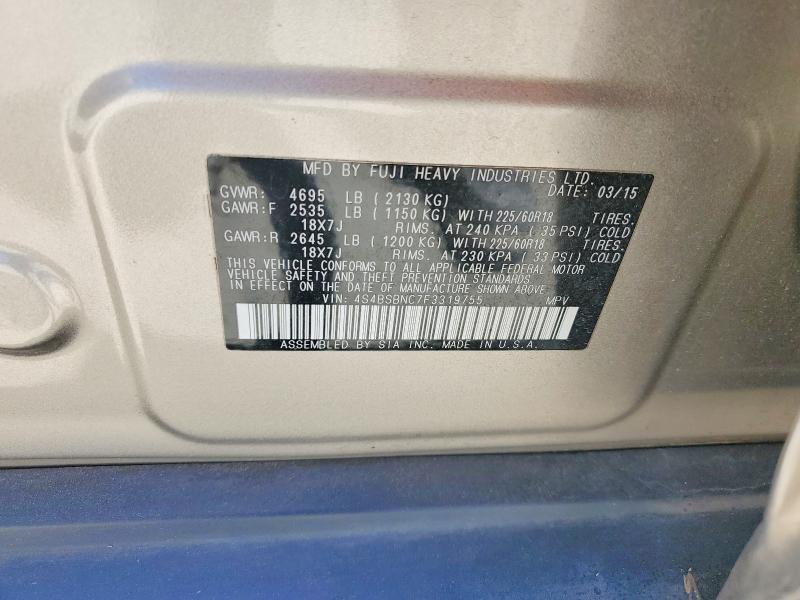 MFD BY FUJI HEAVY INDUSTRIES LTD.
GVWR: 4695 LB ( 2130 KG) DATE: 03/15
GAWR:F 2535 LB ( 1150 KG) WITH 225/60R18 TIRES.
18X7J RIMS. AT 240 KPA ( 35 PSI) COLD
GAWR:R 2645 LB ( 1200 KG) WITH 225/60R18 TIRES.
18X7J RIMS. AT 230 KPA ( 33 PSI) COLD
THIS VEHICLE CONFORMS TO ALL APPLICABLE FEDERAL MOTOR
VEHICLE SAFETY AND THEFT PREVENTION STANDARDS
IN EFFECT ON THE DATE OF MANUFACTURE SHOWN ABOVE.
VIN: 4S4BSBNC7F3319755 MPV
ASSEMBLED BY SIA INC. MADE IN U.S.A.